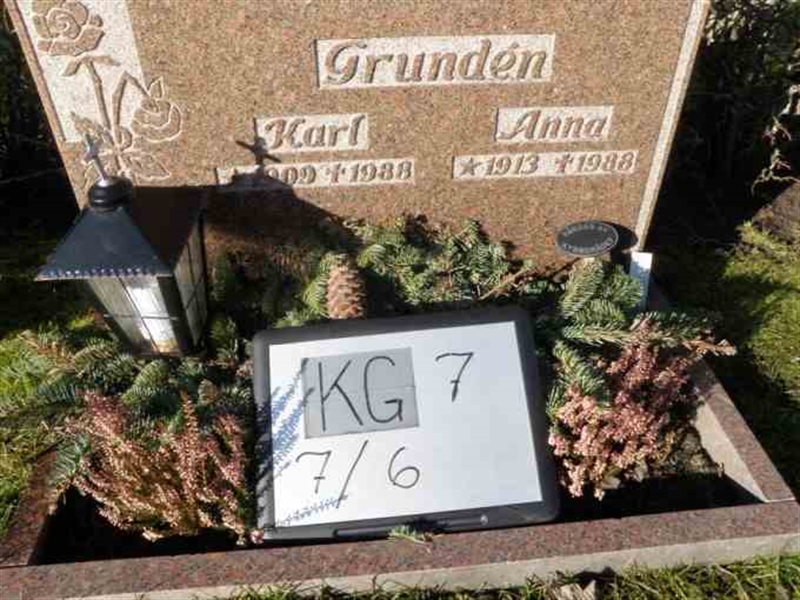 Grundén
Karl Anna
1909 †1988 ★1913 †1988
KG 7
7/6